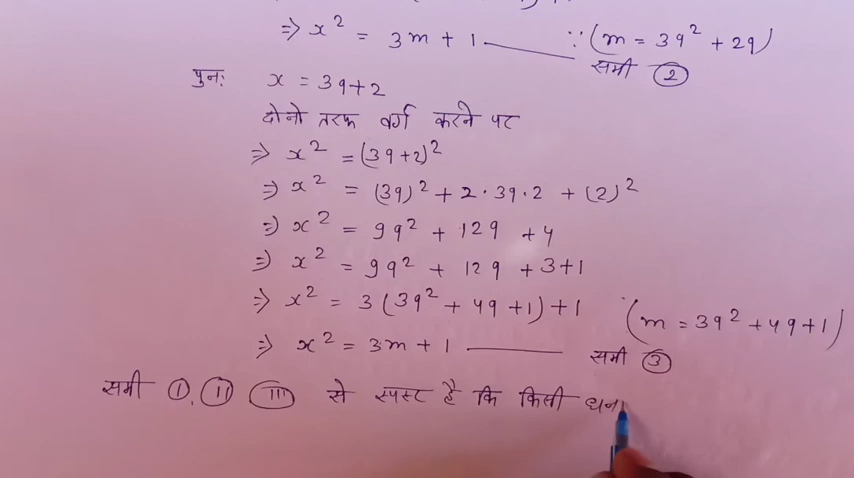 ⇒ x² = 3m + 1 ∵ (m = 3q² + 2q)
समी ②
पुनः x = 3q + 2
दोनो तरफ वर्ग करने पर
⇒ x² = (3q+2)²
⇒ x² = (3q)² + 2·3q·2 + (2)²
⇒ x² = 9q² + 12q + 4
⇒ x² = 9q² + 12q + 3+1
⇒ x² = 3(3q² + 4q + 1) + 1 ∵ (m = 3q² + 4q + 1)
⇒ x² = 3m + 1
समी ③
समी Ⓘ, Ⅱ Ⅲ से स्पस्ट है कि किसी धन